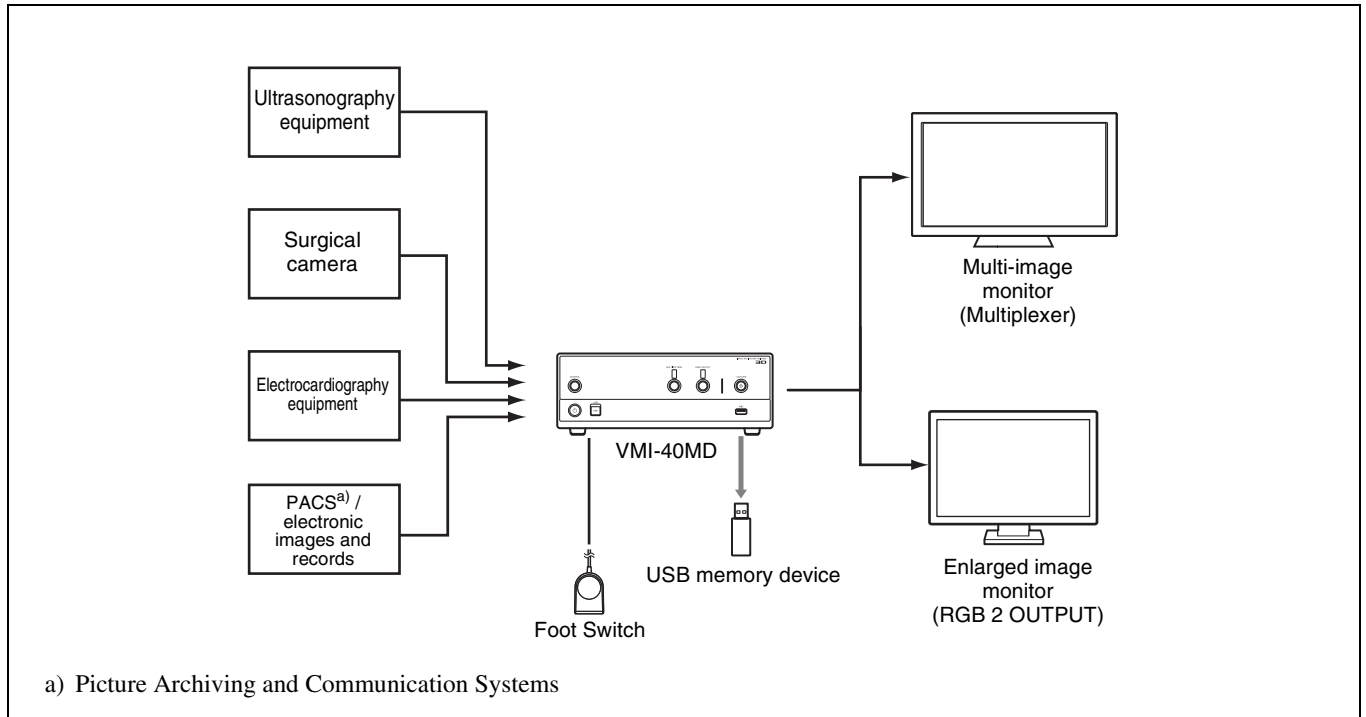 Ultrasonography
equipment
Surgical
camera
Electrocardiography
equipment
PACSa) /
electronic
images and
records
VMI-40MD
Foot Switch
USB memory device
Multi-image
monitor
(Multiplexer)
Enlarged image
monitor
(RGB 2 OUTPUT)
a) Picture Archiving and Communication Systems